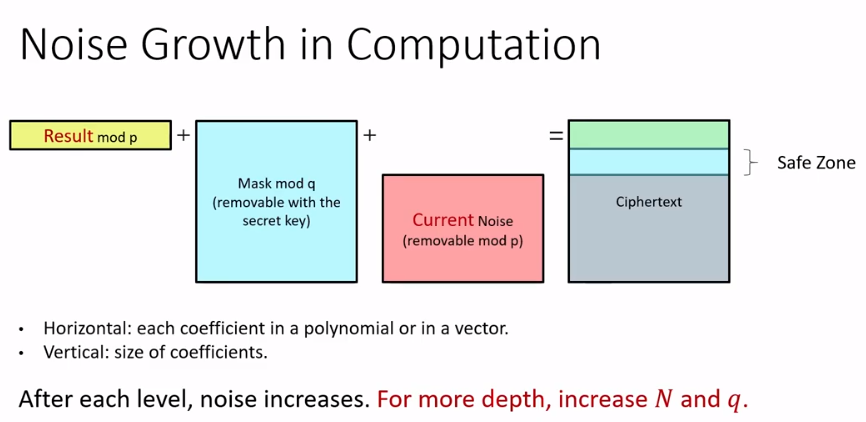 Noise Growth in Computation
Result mod p
+
Mask mod q
(removable with the
secret key)
+
Current Noise
(removable mod p)
=
Ciphertext
Safe Zone
• Horizontal: each coefficient in a polynomial or in a vector.
• Vertical: size of coefficients.
After each level, noise increases. For more depth, increase N and q.